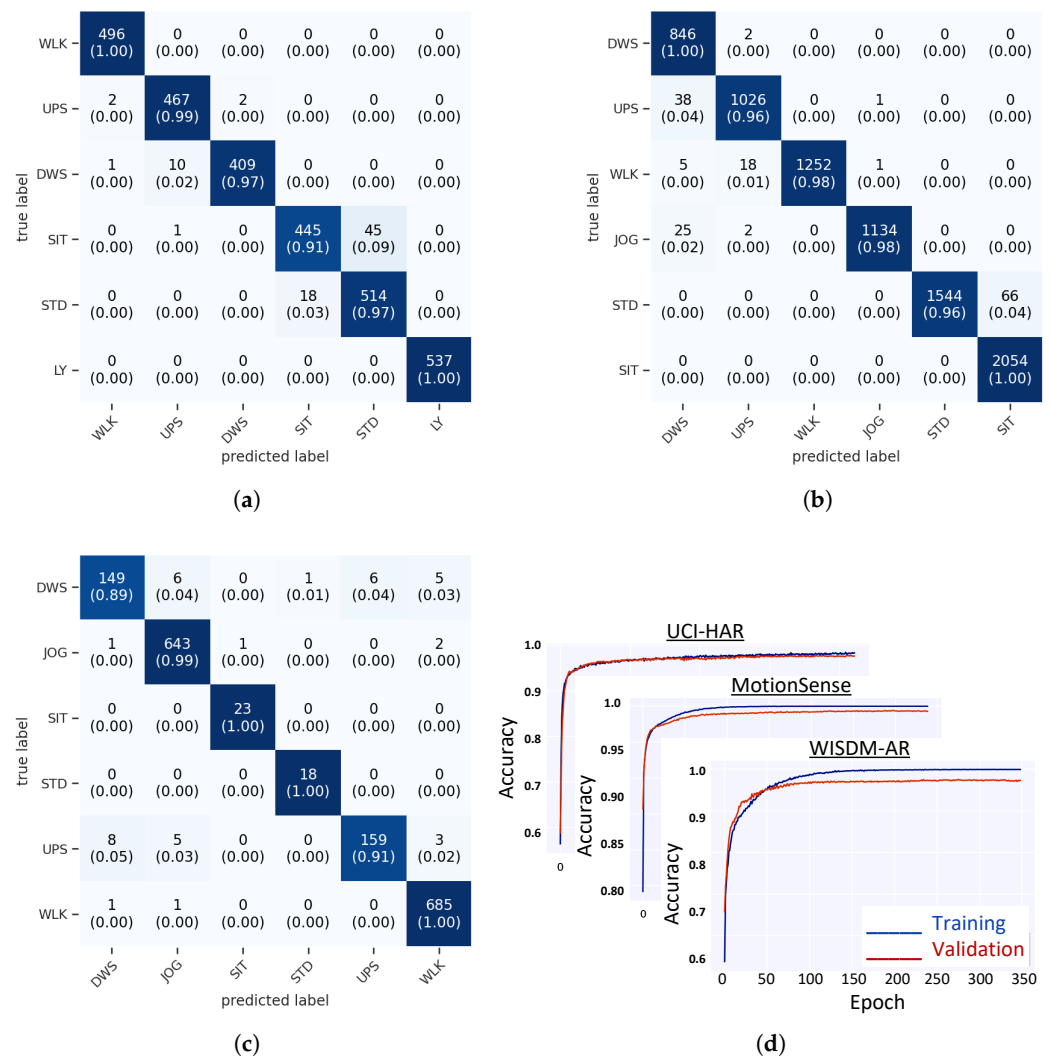 WLK
496 0 0 0 0 0
(1.00) (0.00) (0.00) (0.00) (0.00) (0.00)
UPS
2 467 2 0 0 0
(0.00) (0.99) (0.00) (0.00) (0.00) (0.00)
DWS
1 10 409 0 0 0
(0.00) (0.02) (0.97) (0.00) (0.00) (0.00)
SIT
0 1 0 445 45 0
(0.00) (0.00) (0.00) (0.91) (0.09) (0.00)
STD
0 0 0 18 514 0
(0.00) (0.00) (0.00) (0.03) (0.97) (0.00)
LY
0 0 0 0 0 537
(0.00) (0.00) (0.00) (0.00) (0.00) (1.00)
true label
WLK UPS DWS SIT STD LY
predicted label
(a)
DWS
846 2 0 0 0 0
(1.00) (0.00) (0.00) (0.00) (0.00) (0.00)
UPS
38 1026 0 1 0 0
(0.04) (0.96) (0.00) (0.00) (0.00) (0.00)
WLK
5 18 1252 1 0 0
(0.00) (0.01) (0.98) (0.00) (0.00) (0.00)
JOG
25 2 0 1134 0 0
(0.02) (0.00) (0.00) (0.98) (0.00) (0.00)
STD
0 0 0 0 1544 66
(0.00) (0.00) (0.00) (0.00) (0.96) (0.04)
SIT
0 0 0 0 0 2054
(0.00) (0.00) (0.00) (0.00) (0.00) (1.00)
true label
DWS UPS WLK JOG STD SIT
predicted label
(b)
DWS
149 6 0 1 6 5
(0.89) (0.04) (0.00) (0.01) (0.04) (0.03)
JOG
1 643 1 0 0 2
(0.00) (0.99) (0.00) (0.00) (0.00) (0.00)
SIT
0 0 23 0 0 0
(0.00) (0.00) (1.00) (0.00) (0.00) (0.00)
STD
0 0 0 18 0 0
(0.00) (0.00) (0.00) (1.00) (0.00) (0.00)
UPS
8 5 0 0 159 3
(0.05) (0.03) (0.00) (0.00) (0.91) (0.02)
WLK
1 1 0 0 0 685
(0.00) (0.00) (0.00) (0.00) (0.00) (1.00)
true label
DWS JOG SIT STD UPS WLK
predicted label
(c)
UCI-HAR
1.0
0.9
0.8
0.7
0.6
Accuracy
0
MotionSense
1.00
0.95
0.90
0.85
0.80
Accuracy
0
WISDM-AR
1.0
0.9
0.8
0.7
0.6
Accuracy
Training
Validation
0 50 100 150 200 250 300 350
Epoch
(d)